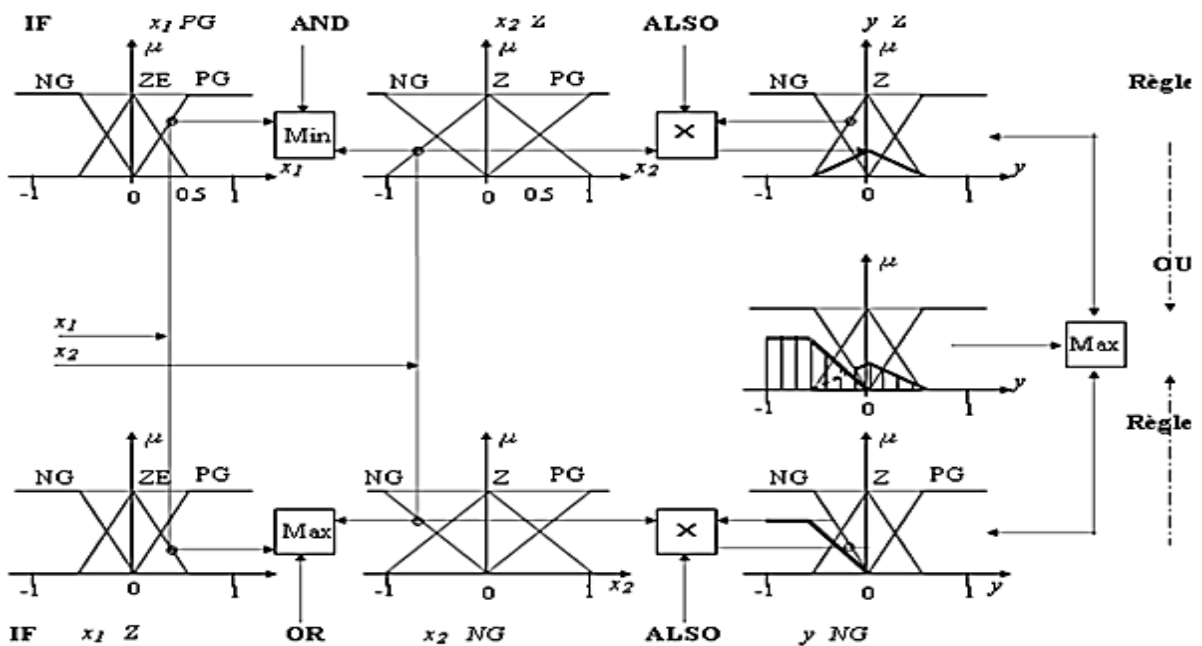 IF x1 PG AND x2 Z ALSO y Z
μ μ μ
NG ZE PG NG Z PG NG Z PG Règle
Min ×
x1 x2 y
-1 0 0.5 1 -1 0 0.5 1 -1 0 1
μ OU
x1
x2 Max
y
-1 0 1
Règle
μ μ μ
NG ZE PG NG Z PG NG Z PG
Max ×
-1 0 1 -1 0 1 x2 -1 0 1 y
IF x1 Z OR x2 NG ALSO y NG